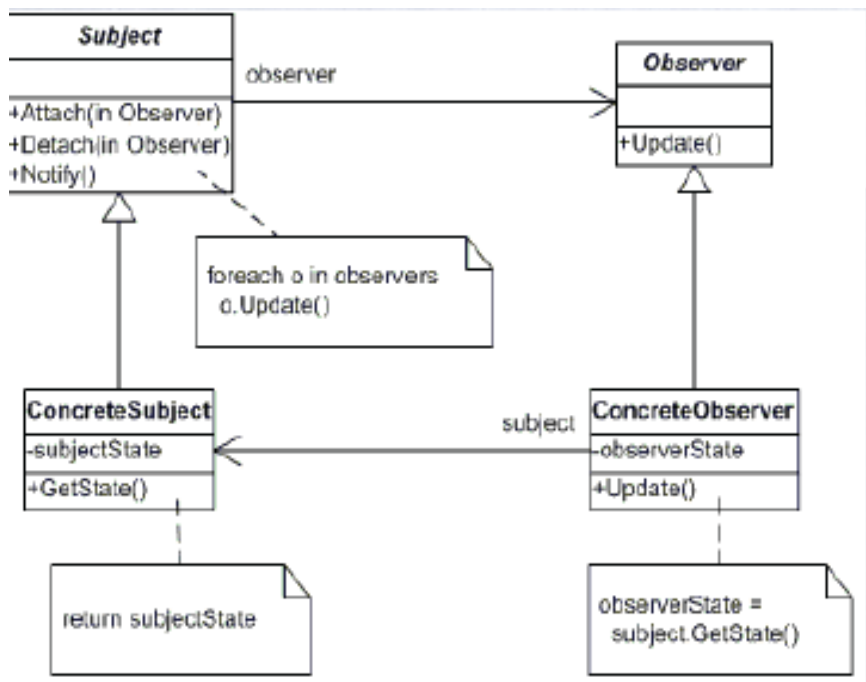 Subject
observer
Observer
+Attach(in Observer)
+Detach(in Observer)
+Notify()
+Update()
foreach o in observers
o.Update()
ConcreteSubject
-subjectState
+GetState()
subject
ConcreteObserver
-observerState
+Update()
return subjectState
observerState =
subject.GetState()